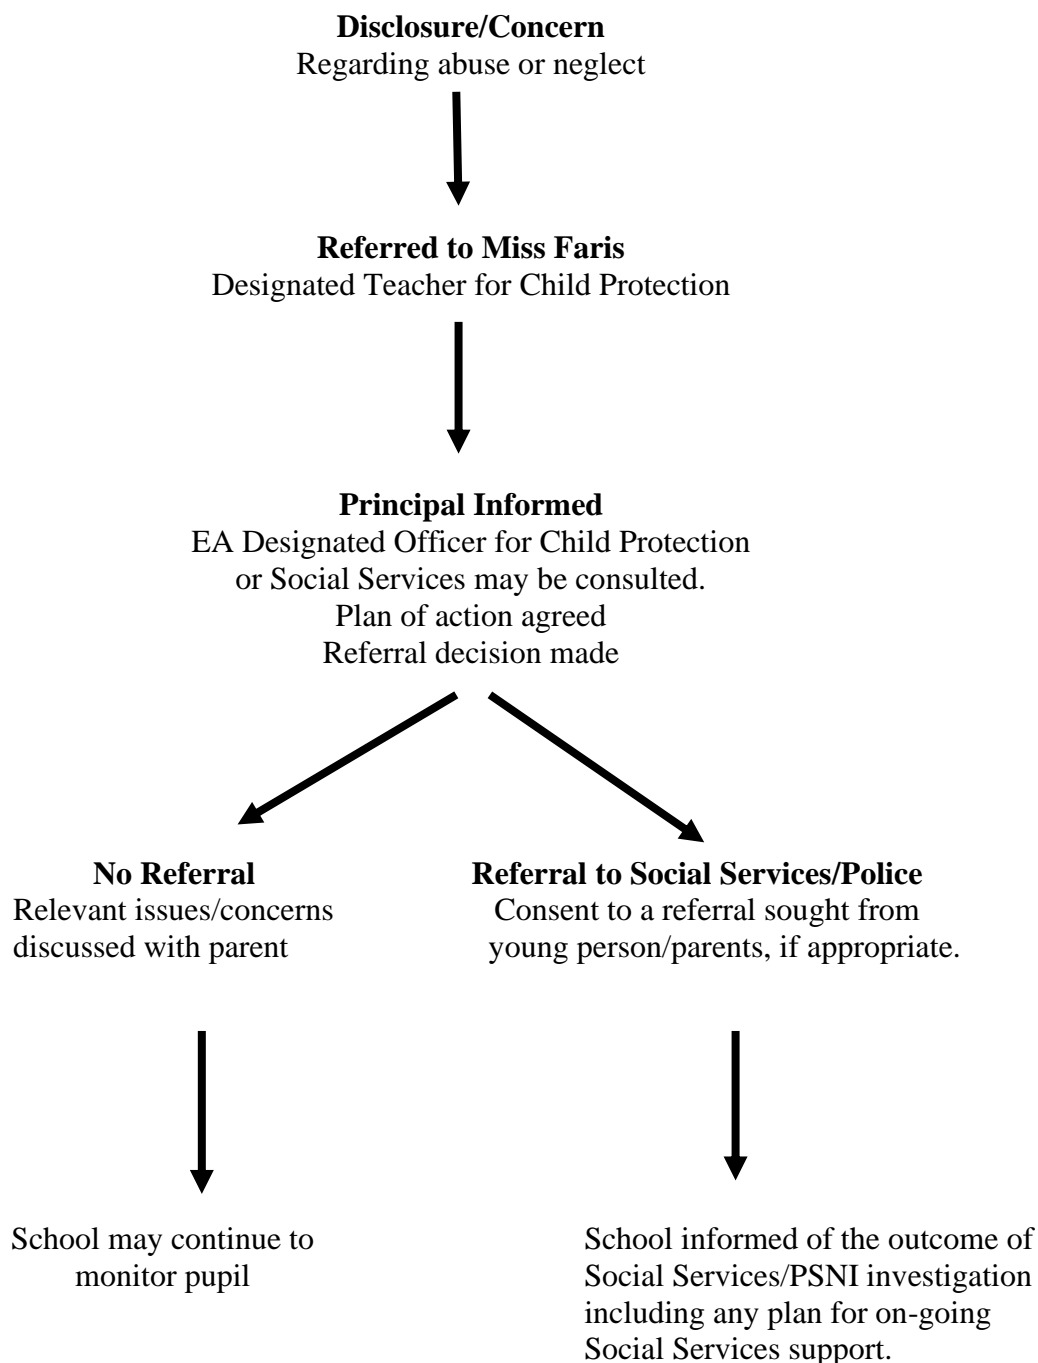 Disclosure/Concern
Regarding abuse or neglect
Referred to Miss Faris
Designated Teacher for Child Protection
Principal Informed
EA Designated Officer for Child Protection
or Social Services may be consulted.
Plan of action agreed
Referral decision made
No Referral
Relevant issues/concerns
discussed with parent
Referral to Social Services/Police
Consent to a referral sought from
young person/parents, if appropriate.
School may continue to
monitor pupil
School informed of the outcome of
Social Services/PSNI investigation
including any plan for on-going
Social Services support.